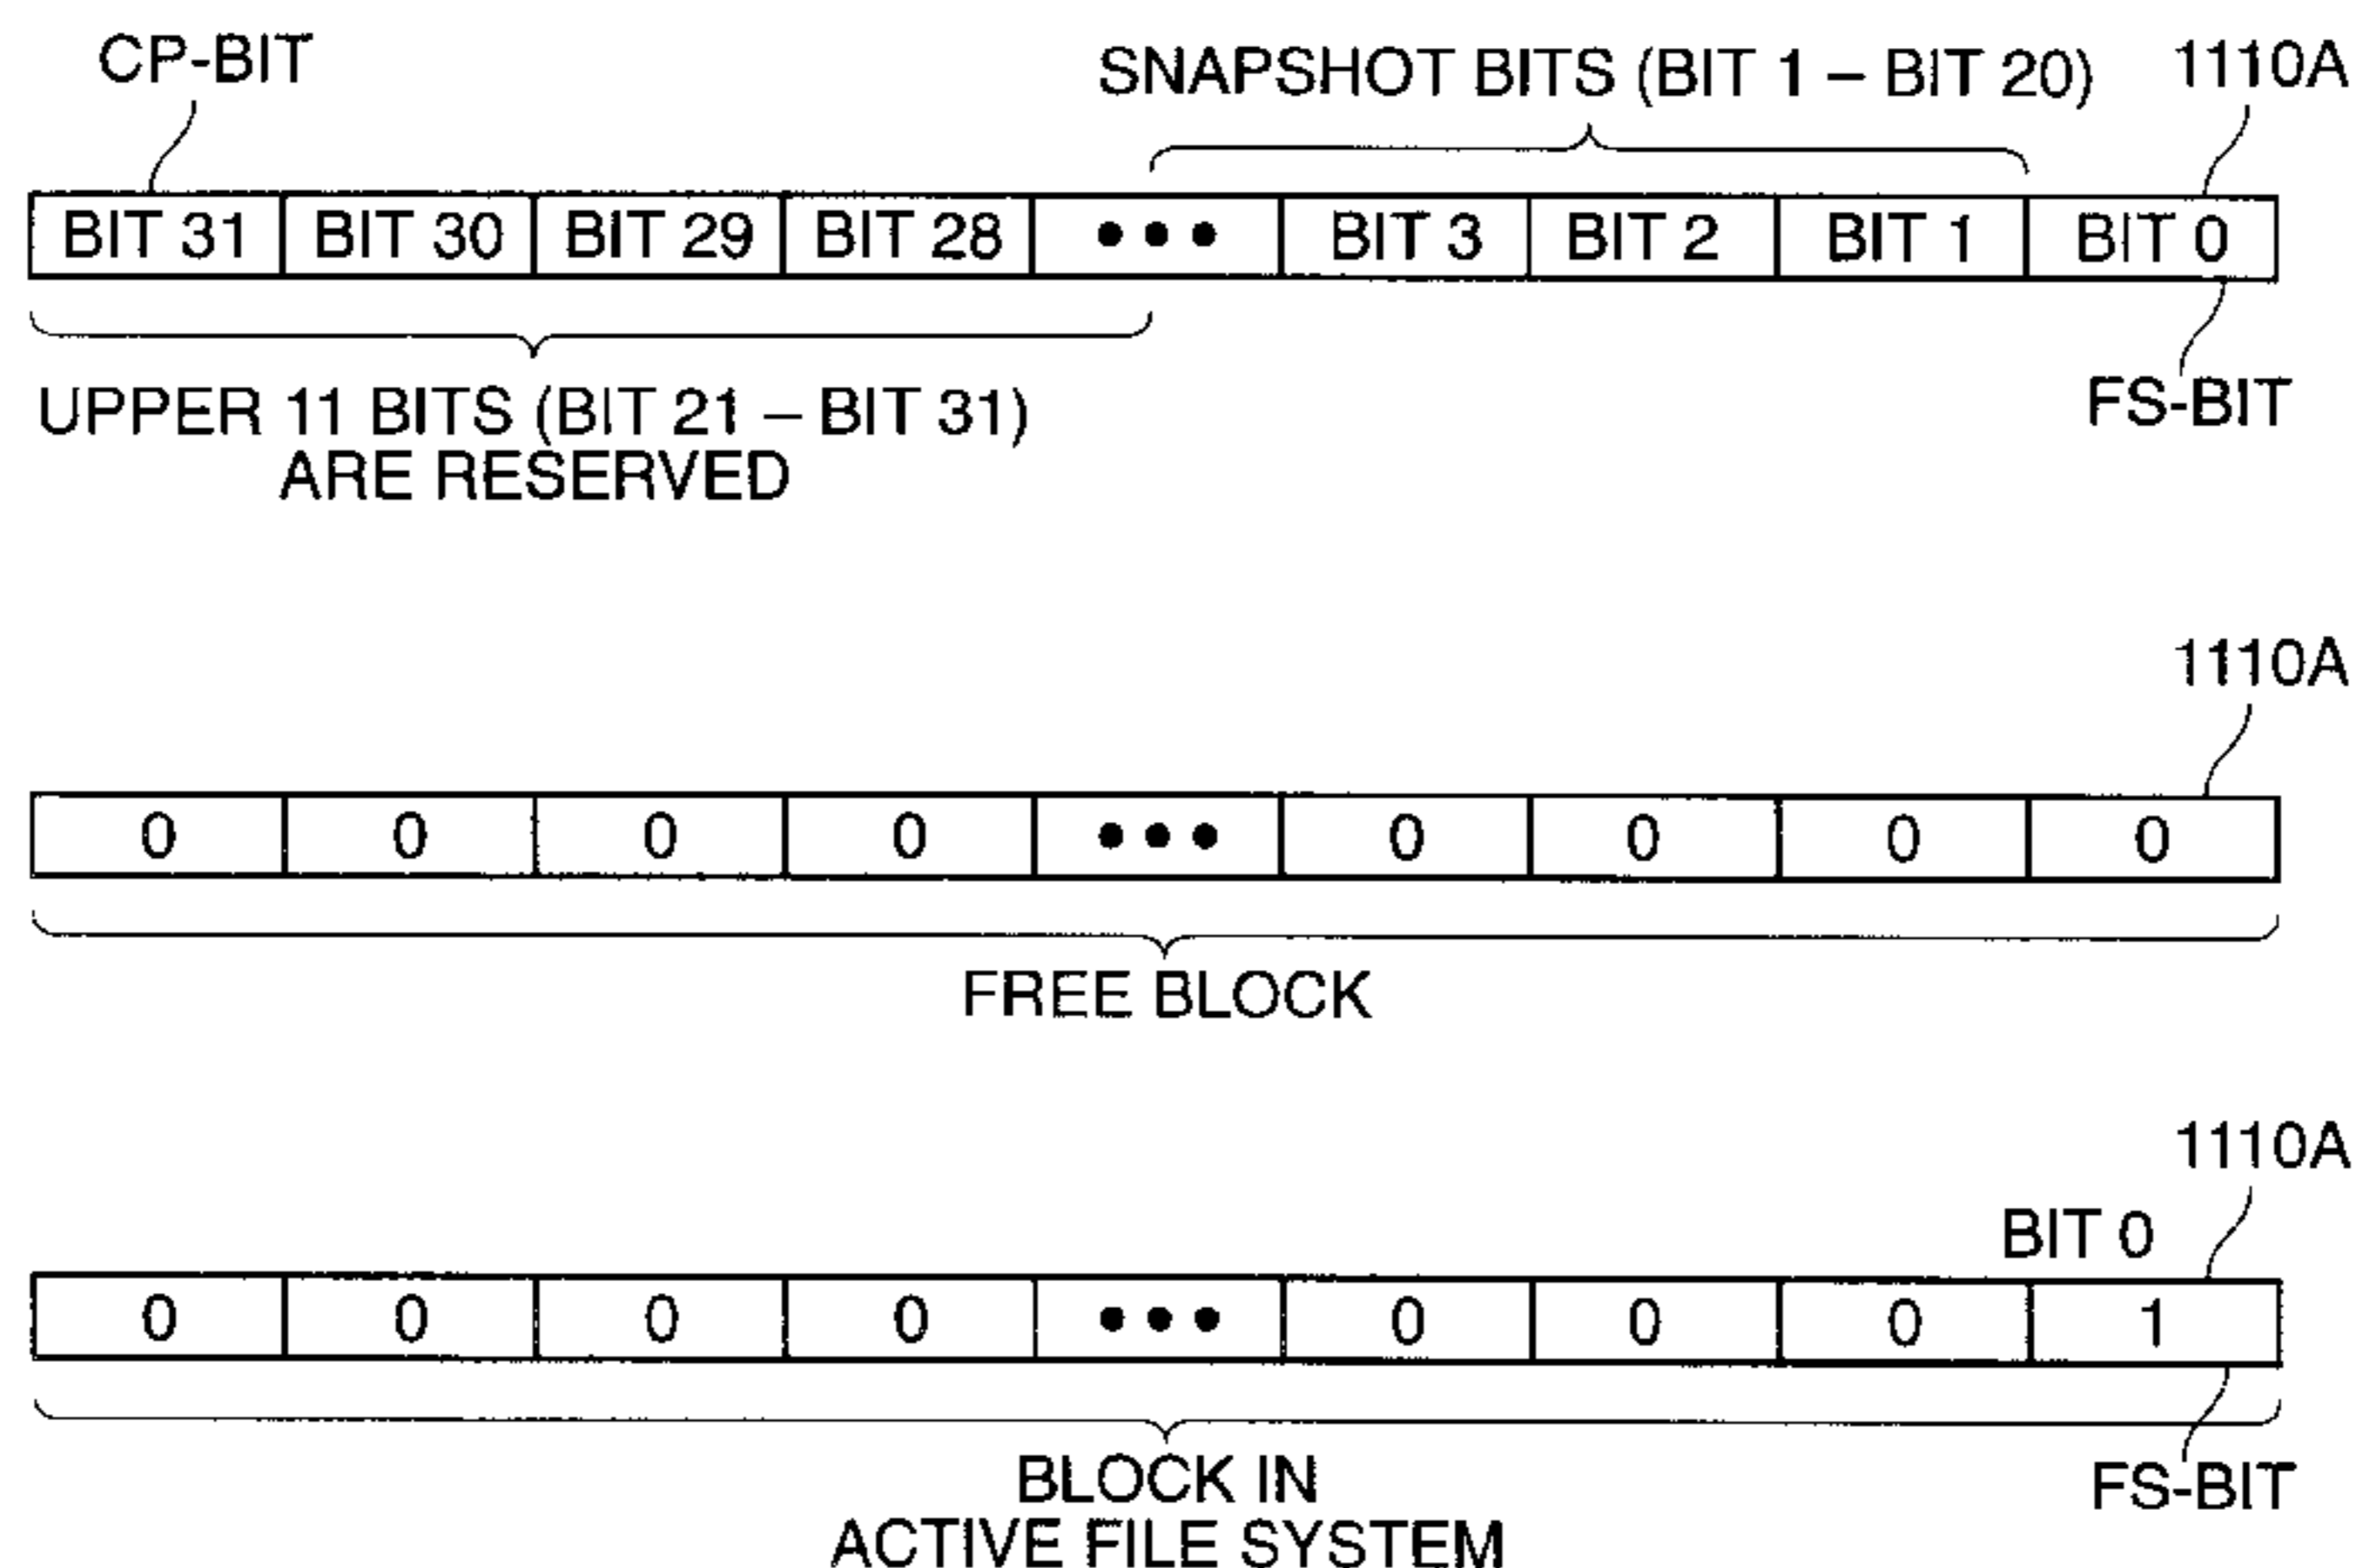 CP-BIT
SNAPSHOT BITS (BIT 1 – BIT 20)
1110A
BIT 31 BIT 30 BIT 29 BIT 28 ••• BIT 3 BIT 2 BIT 1 BIT 0
UPPER 11 BITS (BIT 21 – BIT 31)
ARE RESERVED
FS-BIT
1110A
0 0 0 0 ••• 0 0 0 0
FREE BLOCK
1110A
BIT 0
0 0 0 0 ••• 0 0 0 1
BLOCK IN
ACTIVE FILE SYSTEM
FS-BIT